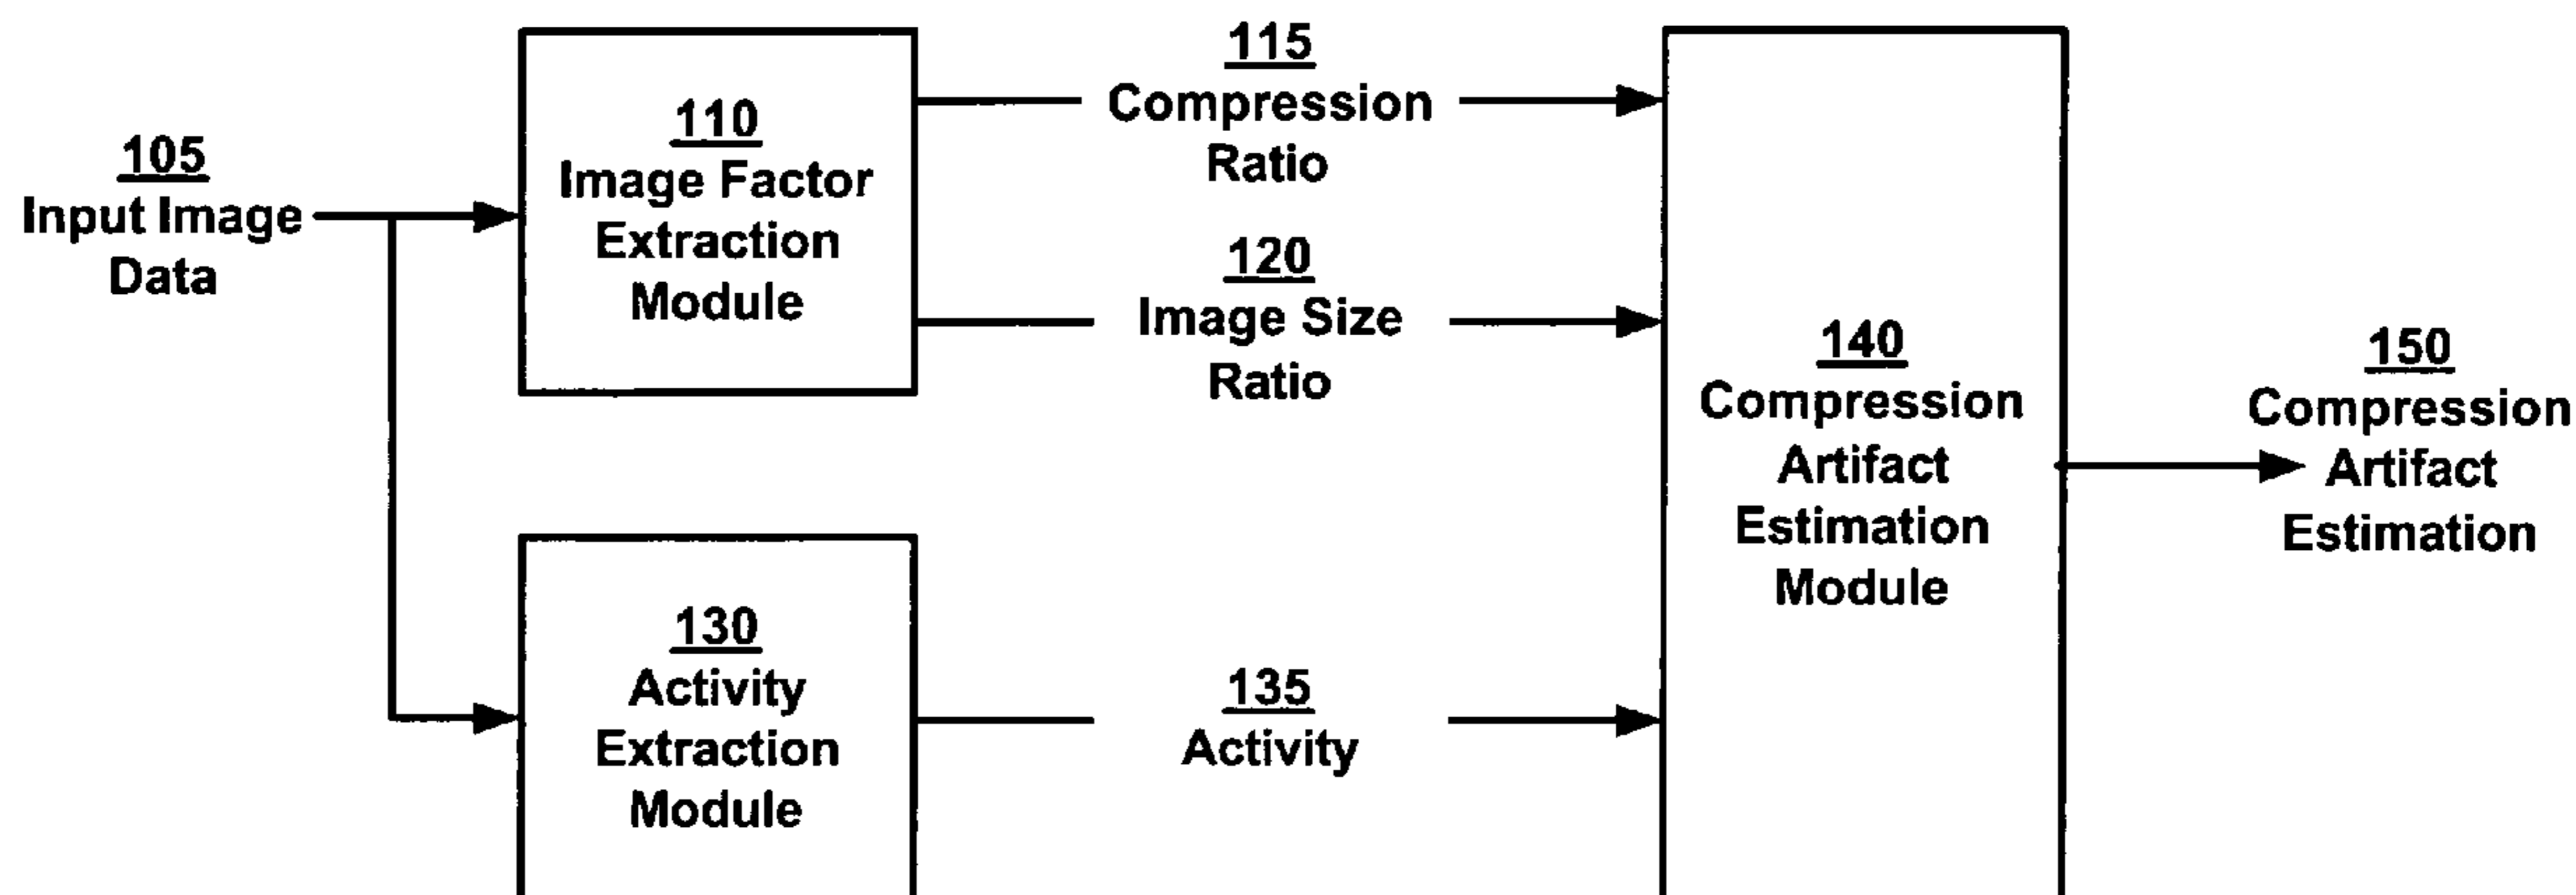 105
Input Image
Data
110
Image Factor
Extraction
Module
115
Compression
Ratio
120
Image Size
Ratio
130
Activity
Extraction
Module
135
Activity
140
Compression
Artifact
Estimation
Module
150
Compression
Artifact
Estimation